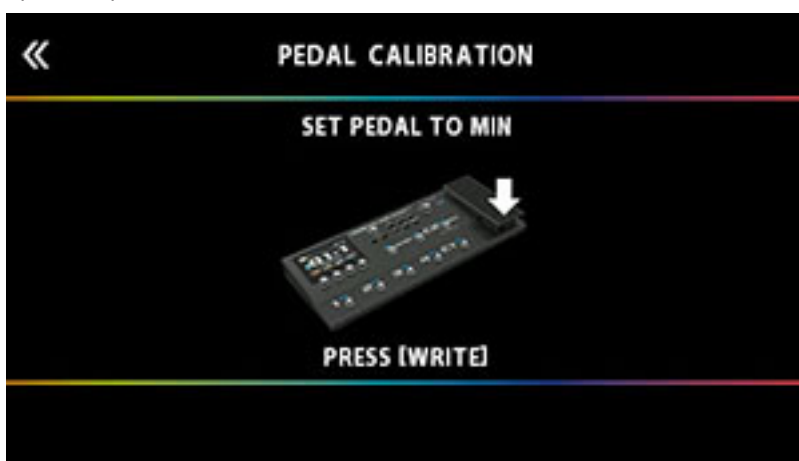 PEDAL CALIBRATION
SET PEDAL TO MIN
PRESS [WRITE]